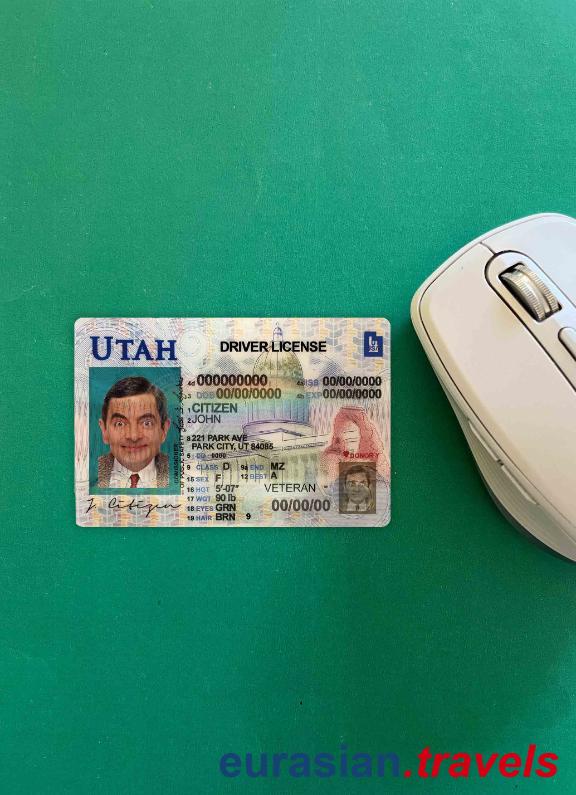 UTAH
DRIVER LICENSE
4d 000000000 4a ISS 00/00/0000
3 DOB 00/00/0000 4b EXP 00/00/0000
1 CITIZEN
2 JOHN
8 221 PARK AVE
PARK CITY, UT 84085
5 DD 0000
DONOR Y
9 CLASS D 9a END MZ
15 SEX F 12 REST A
16 HGT 5'-07" VETERAN
17 WGT 90 lb
18 EYES GRN 00/00/00
19 HAIR BRN 9
J. Citizen
eurasian.travels